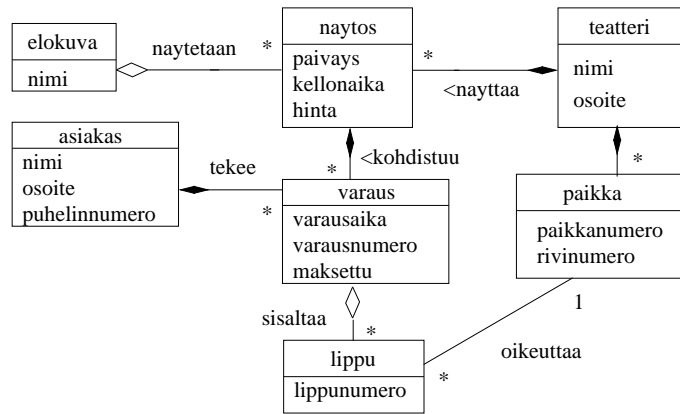 elokuva
nimi
naytetaan
*
naytos
paivays
kellonaika
hinta
*
<nayttaa
teatteri
nimi
osoite
asiakas
nimi
osoite
puhelinnumero
tekee
*
<kohdistuu
*
varaus
varausaika
varausnumero
maksettu
*
paikka
paikkanumero
rivinumero
sisaltaa
*
lippu
lippunumero
1
oikeuttaa
*